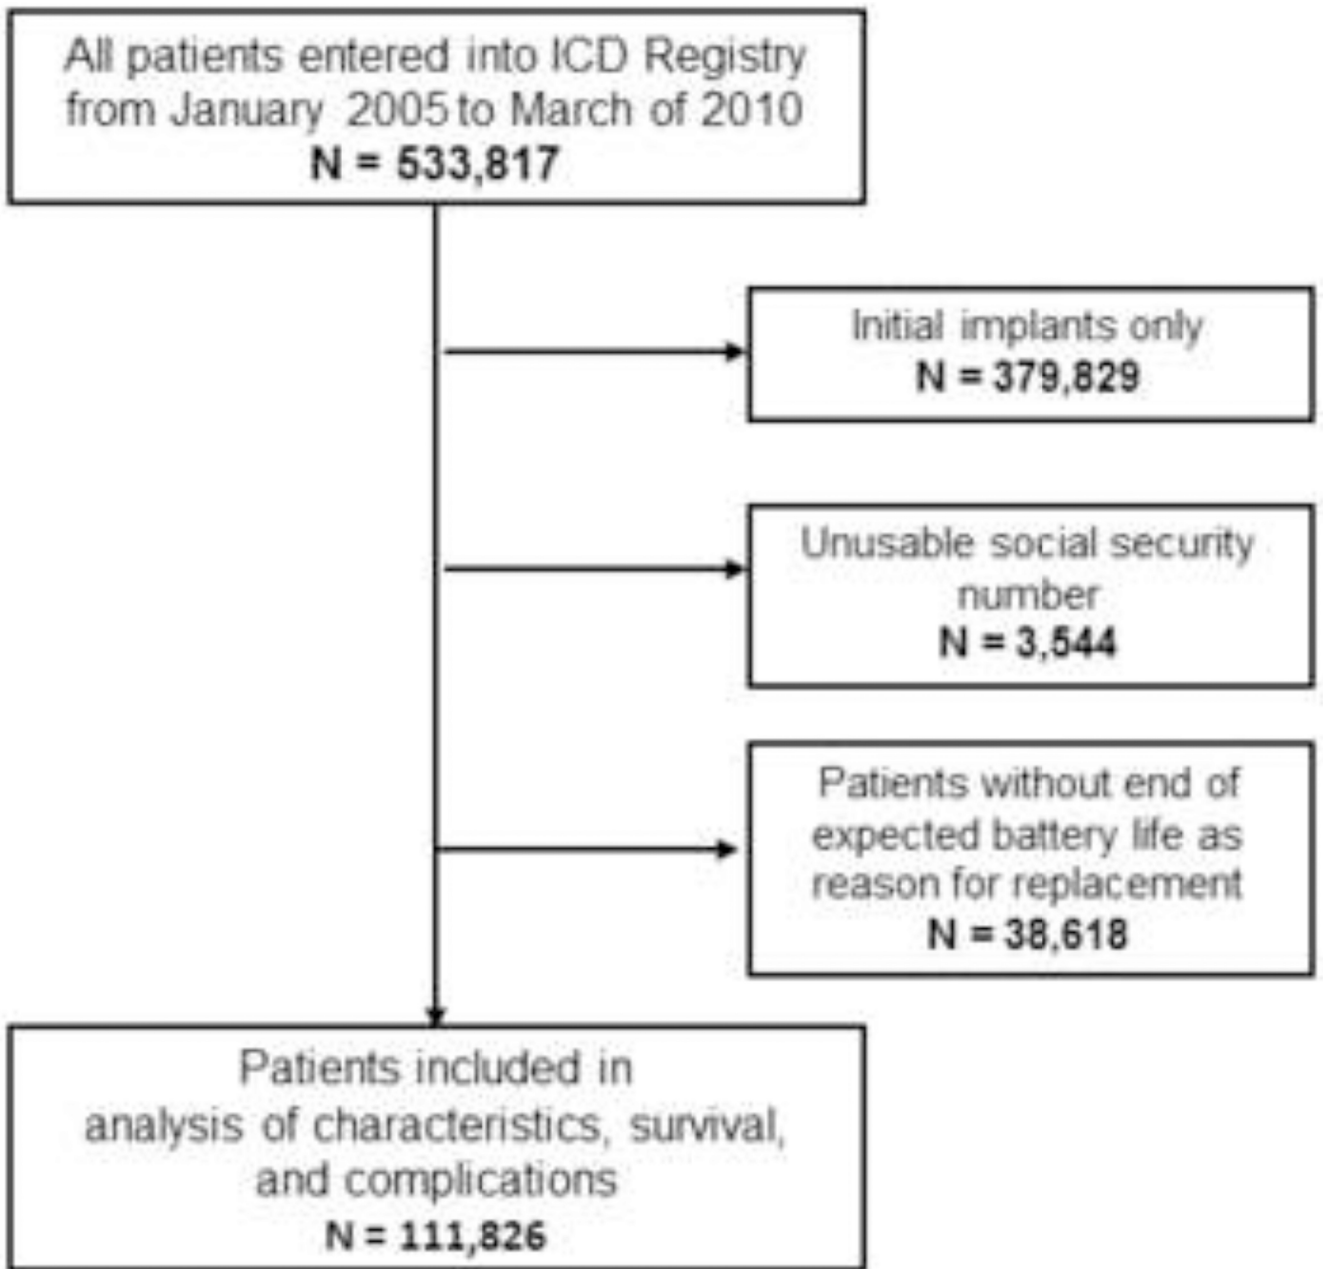 All patients entered into ICD Registry
from January 2005 to March of 2010
N = 533,817
Initial implants only
N = 379,829
Unusable social security
number
N = 3,544
Patients without end of
expected battery life as
reason for replacement
N = 38,618
Patients included in
analysis of characteristics, survival,
and complications
N = 111,826